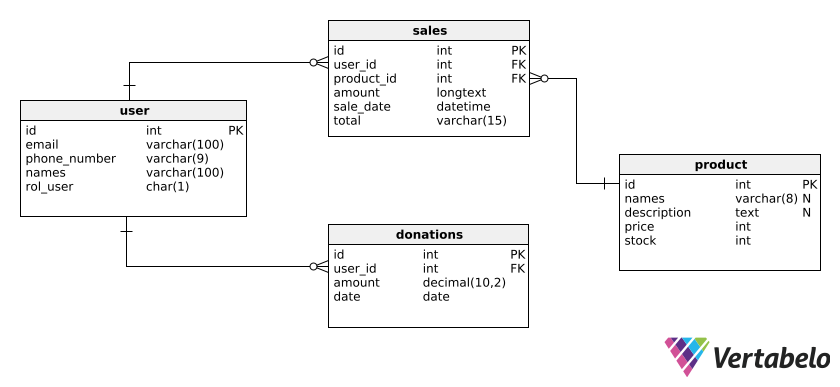 sales
id int PK
user_id int FK
product_id int FK
amount longtext
sale_date datetime
total varchar(15)
user
id int PK
email varchar(100)
phone_number varchar(9)
names varchar(100)
rol_user char(1)
product
id int PK
names varchar(8) N
description text N
price int
stock int
donations
id int PK
user_id int FK
amount decimal(10,2)
date date
Vertabelo